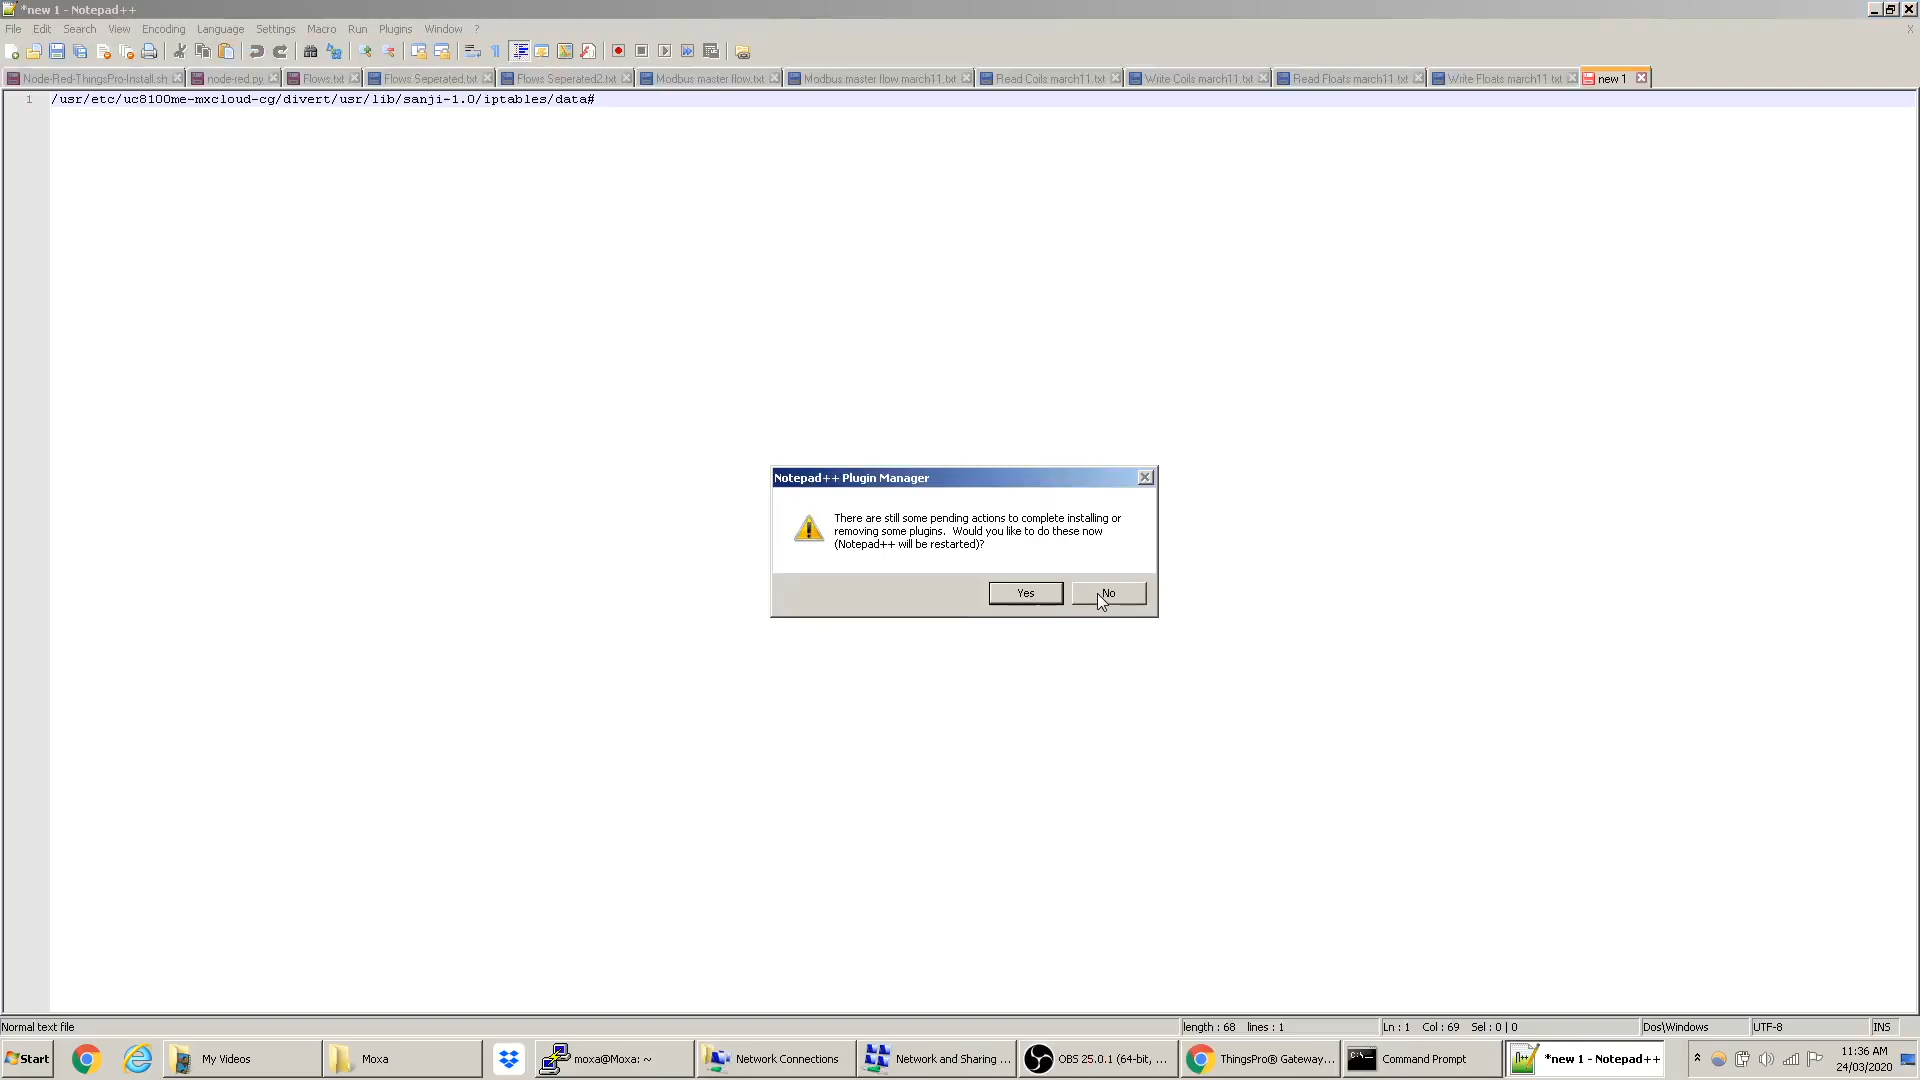 *new 1 - Notepad++
File Edit Search View Encoding Language Settings Macro Run Plugins Window ? X
Node-Red-ThingsPro-Install.sh node-red.py Flows.txt Flows Seperated.txt Flows Seperated2.txt Modbus master flow.txt Modbus master flow march11.txt Read Coils march11.txt Write Coils march11.txt Read Floats march11.txt Write Floats march11.txt new 1
1 /usr/etc/uc8100me-mxcloud-cg/divert/usr/lib/sanji-1.0/iptables/data#
Notepad++ Plugin Manager
There are still some pending actions to complete installing or
removing some plugins. Would you like to do these now
(Notepad++ will be restarted)?
Yes No
Normal text file length : 68 lines : 1 Ln : 1 Col : 69 Sel : 0 | 0 Dos\Windows UTF-8 INS
Start My Videos Moxa moxa@Moxa: ~ Network Connections Network and Sharing ... OBS 25.0.1 (64-bit, ... ThingsPro® Gateway... Command Prompt *new 1 - Notepad++ 11:36 AM
24/03/2020